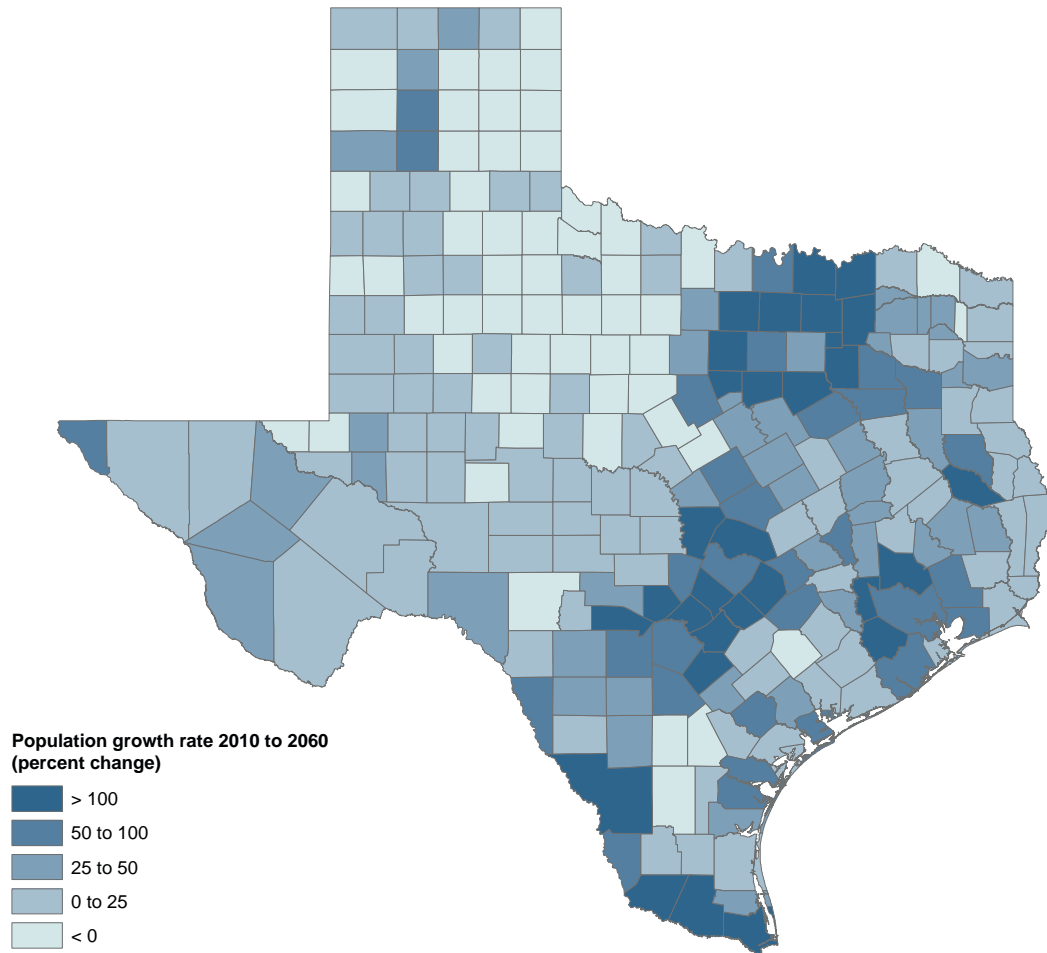 Population growth rate 2010 to 2060
(percent change)
> 100
50 to 100
25 to 50
0 to 25
< 0